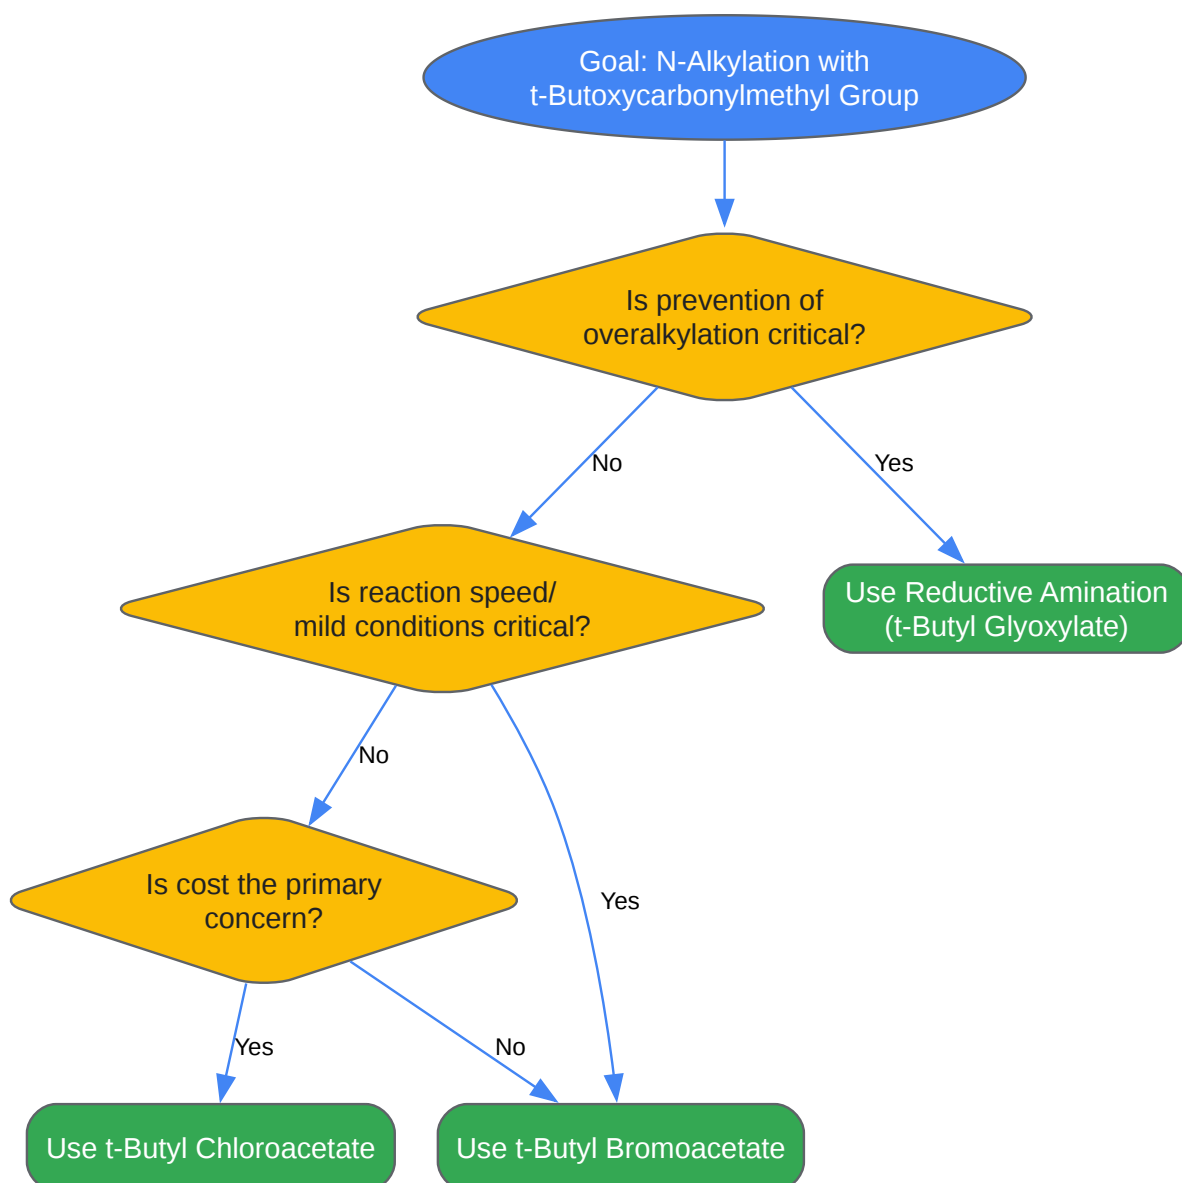 Goal: N-Alkylation with
t-Butoxycarbonylmethyl Group
Is prevention of
overalkylation critical?
No
Yes
Is reaction speed/
mild conditions critical?
Use Reductive Amination
(t-Butyl Glyoxylate)
No
Yes
Is cost the primary
concern?
Yes
No
Use t-Butyl Chloroacetate
Use t-Butyl Bromoacetate